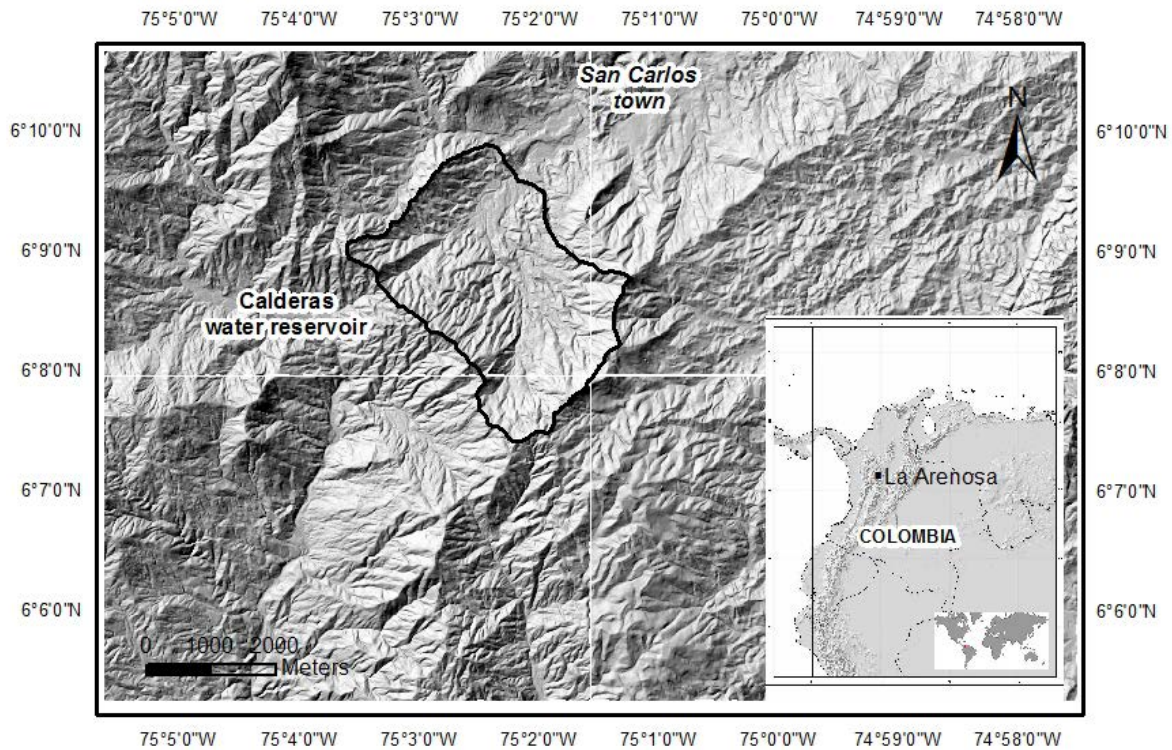 75°5'0"W 75°4'0"W 75°3'0"W 75°2'0"W 75°1'0"W 75°0'0"W 74°59'0"W 74°58'0"W
San Carlos
town
N
6°10'0"N 6°10'0"N
6°9'0"N 6°9'0"N
Calderas
water reservoir
6°8'0"N 6°8'0"N
La Arenosa
6°7'0"N 6°7'0"N
COLOMBIA
6°6'0"N 6°6'0"N
0 1000 2000
Meters
75°5'0"W 75°4'0"W 75°3'0"W 75°2'0"W 75°1'0"W 75°0'0"W 74°59'0"W 74°58'0"W